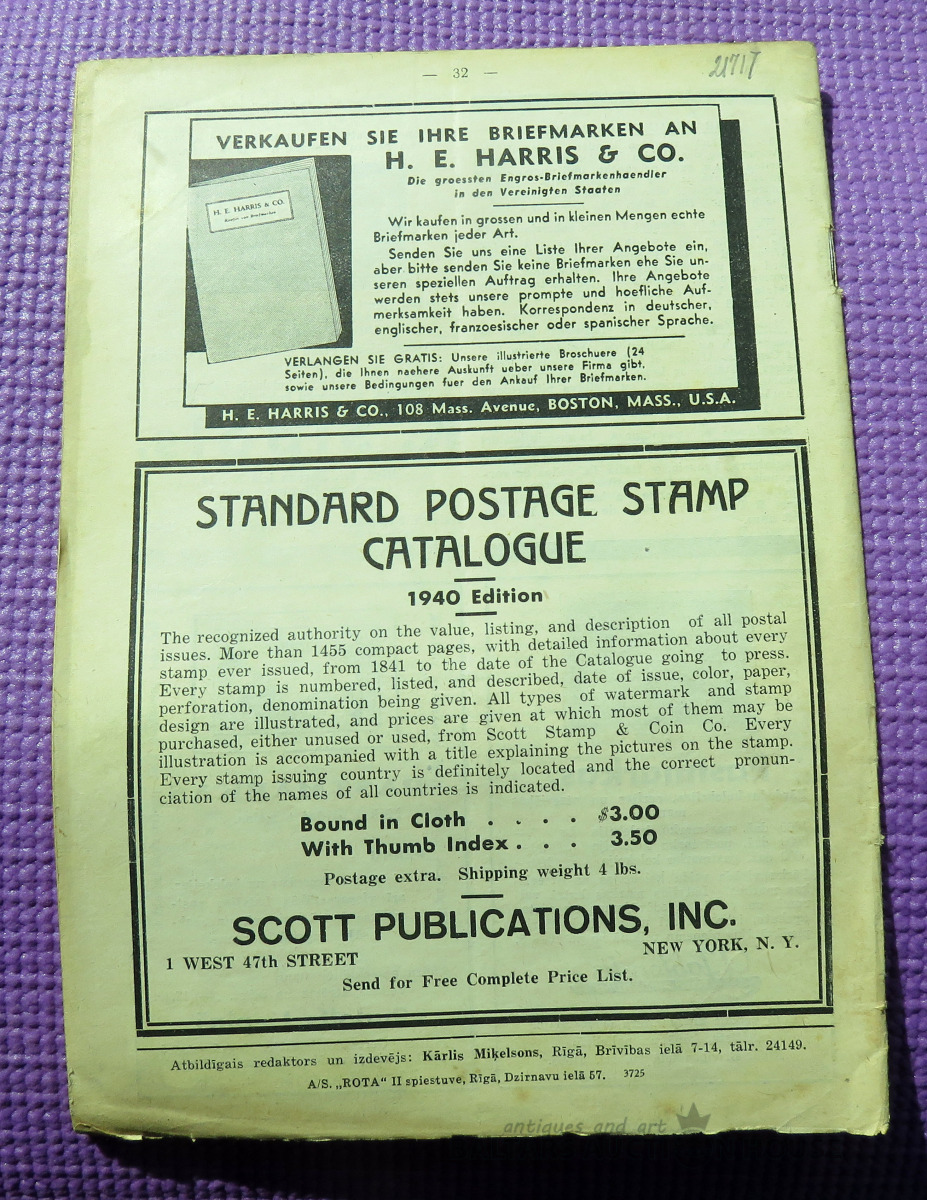 — 32 —
21717
VERKAUFEN SIE IHRE BRIEFMARKEN AN
H. E. HARRIS & CO.
Die groessten Engros-Briefmarkenhaendler
in den Vereinigten Staaten
H. E. HARRIS & CO.
Wir kaufen in grossen und in kleinen Mengen echte
Briefmarken jeder Art.
Senden Sie uns eine Liste Ihrer Angebote ein,
aber bitte senden Sie keine Briefmarken ehe Sie un-
seren speziellen Auftrag erhalten. Ihre Angebote
werden stets unsere prompte und hoefliche Auf-
merksamkeit haben. Korrespondenz in deutscher,
englischer, franzoesischer oder spanischer Sprache.
VERLANGEN SIE GRATIS: Unsere illustrierte Broschuere (24
Seiten), die Ihnen naehere Auskunft ueber unsere Firma gibt,
sowie unsere Bedingungen fuer den Ankauf Ihrer Briefmarken.
H. E. HARRIS & CO., 108 Mass. Avenue, BOSTON, MASS., U.S.A.
STANDARD POSTAGE STAMP
CATALOGUE
1940 Edition
The recognized authority on the value, listing, and description of all postal
issues. More than 1455 compact pages, with detailed information about every
stamp ever issued, from 1841 to the date of the Catalogue going to press.
Every stamp is numbered, listed, and described, date of issue, color, paper,
perforation, denomination being given. All types of watermark and stamp
design are illustrated, and prices are given at which most of them may be
purchased, either unused or used, from Scott Stamp & Coin Co. Every
illustration is accompanied with a title explaining the pictures on the stamp.
Every stamp issuing country is definitely located and the correct pronun-
ciation of the names of all countries is indicated.
Bound in Cloth . . . . $3.00
With Thumb Index . . . 3.50
Postage extra. Shipping weight 4 lbs.
SCOTT PUBLICATIONS, INC.
1 WEST 47th STREET NEW YORK, N. Y.
Send for Free Complete Price List.
Atbildīgais redaktors un izdevējs: Kārlis Miķelsons, Rīgā, Brīvības ielā 7-14, tālr. 24149.
A/S. „ROTA“ II spiestuve, Rīgā, Dzirnavu ielā 57. 3725
antiques and art